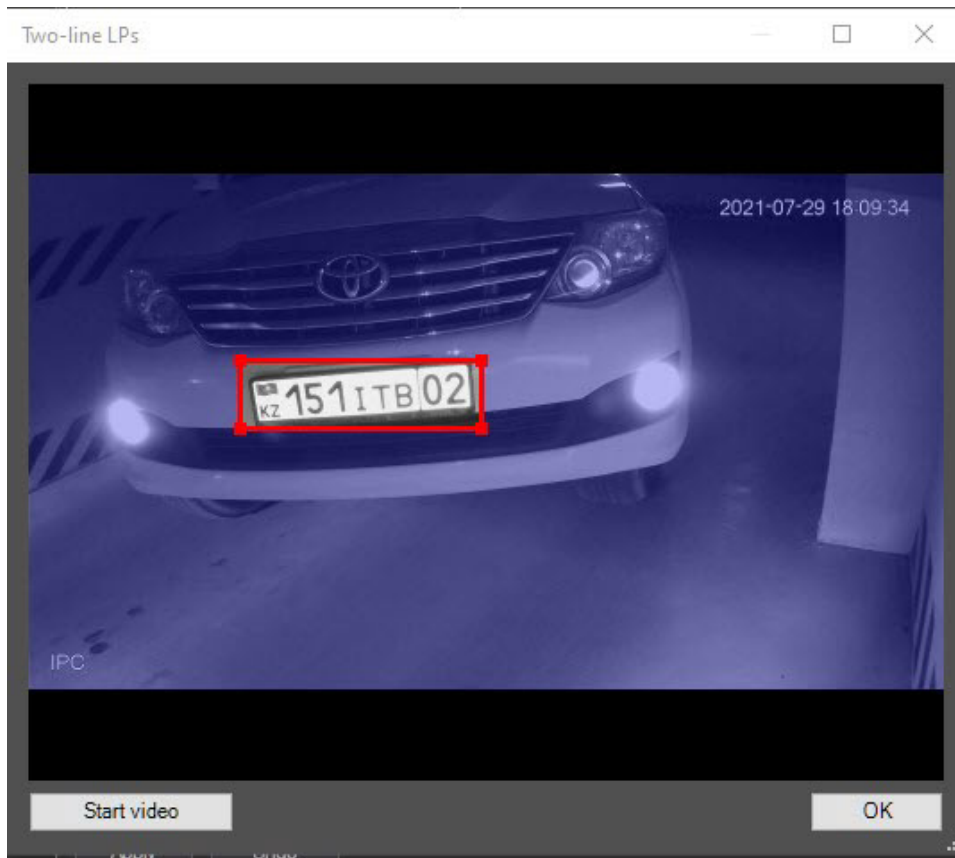 Two-line LPs
2021-07-29 18:09:34
KZ 151 ITB 02
IPC
Start video
OK